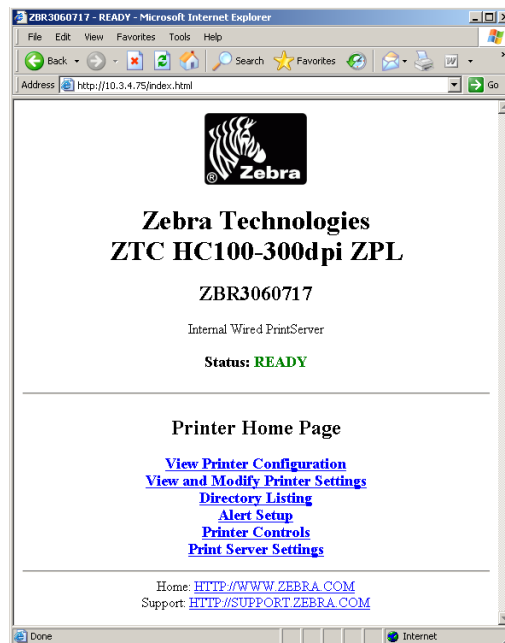 ZBR3060717 - READY - Microsoft Internet Explorer
File Edit View Favorites Tools Help
Back Search Favorites
Address http://10.3.4.75/index.html Go
Zebra
Zebra Technologies
ZTC HC100-300dpi ZPL
ZBR3060717
Internal Wired PrintServer
Status: READY
Printer Home Page
View Printer Configuration
View and Modify Printer Settings
Directory Listing
Alert Setup
Printer Controls
Print Server Settings
Home: HTTP://WWW.ZEBRA.COM
Support: HTTP://SUPPORT.ZEBRA.COM
Done Internet